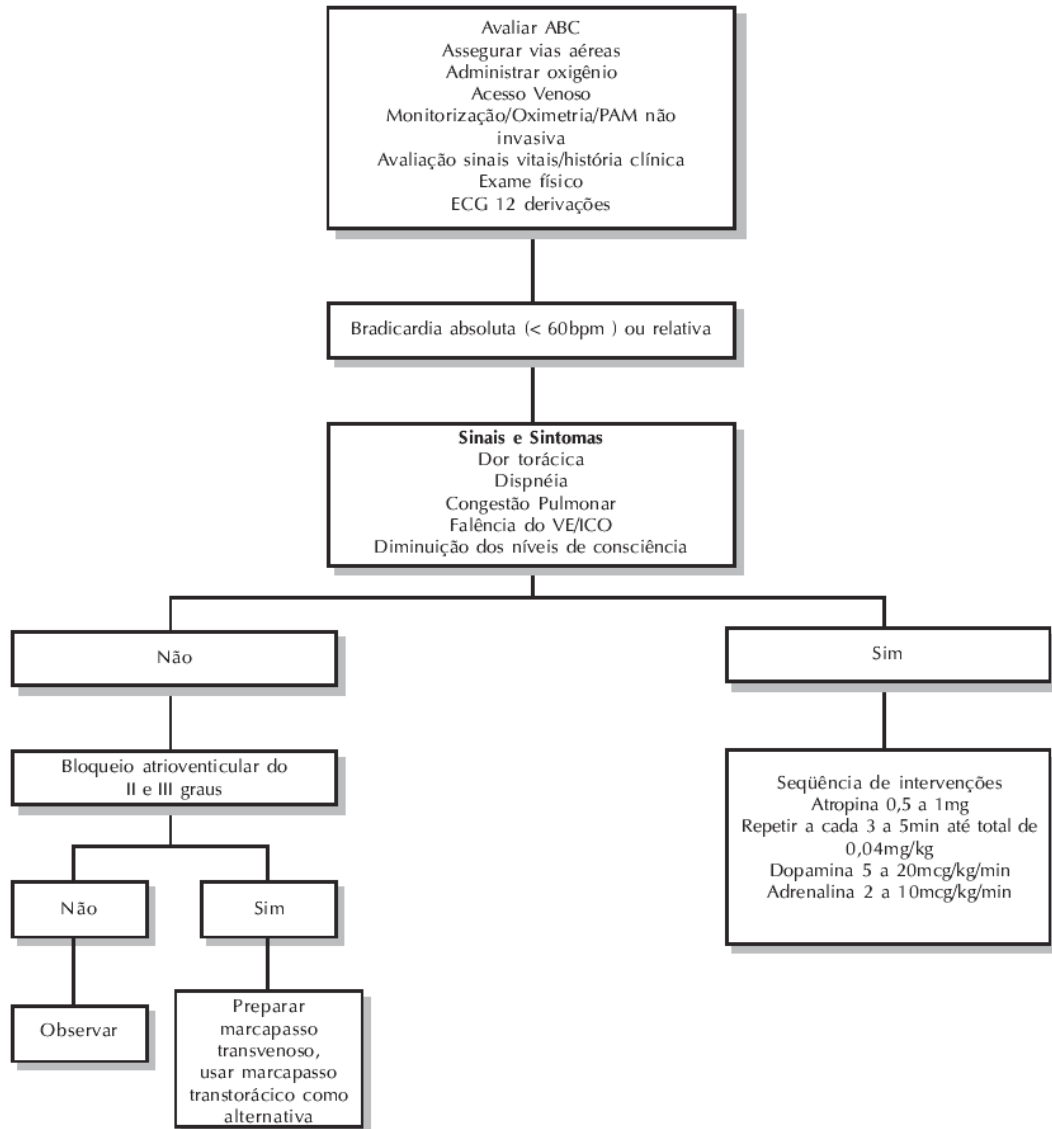 Avaliar ABC
Assegurar vias aéreas
Administrar oxigênio
Acesso Venoso
Monitorização/Oximetria/PAM não
invasiva
Avaliação sinais vitais/história clínica
Exame físico
ECG 12 derivações
Bradicardia absoluta (< 60bpm ) ou relativa
Sinais e Sintomas
Dor torácica
Dispnéia
Congestão Pulmonar
Falência do VE/ICO
Diminuição dos níveis de consciência
Não
Sim
Bloqueio atrioventicular do
II e III graus
Seqüência de intervenções
Atropina 0,5 a 1mg
Repetir a cada 3 a 5min até total de
0,04mg/kg
Dopamina 5 a 20mcg/kg/min
Adrenalina 2 a 10mcg/kg/min
Não
Sim
Observar
Preparar
marcapasso
transvenoso,
usar marcapasso
transtorácico como
alternativa